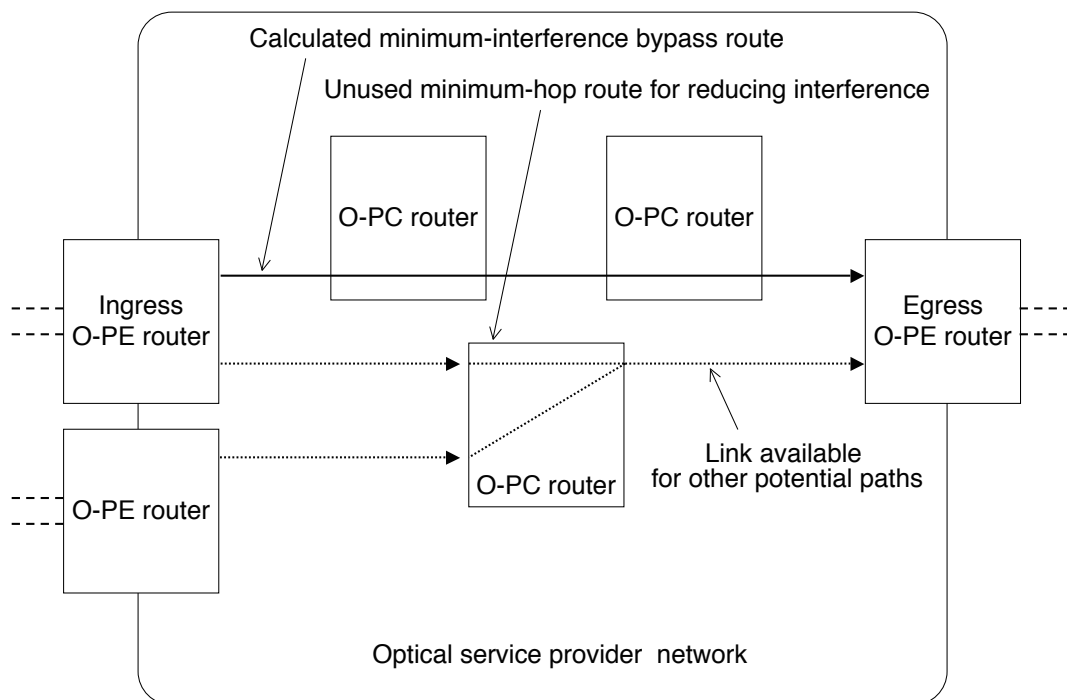 Calculated minimum-interference bypass route
Unused minimum-hop route for reducing interference
O-PC router
O-PC router
Ingress
O-PE router
Egress
O-PE router
Link available
for other potential paths
O-PC router
O-PE router
Optical service provider network